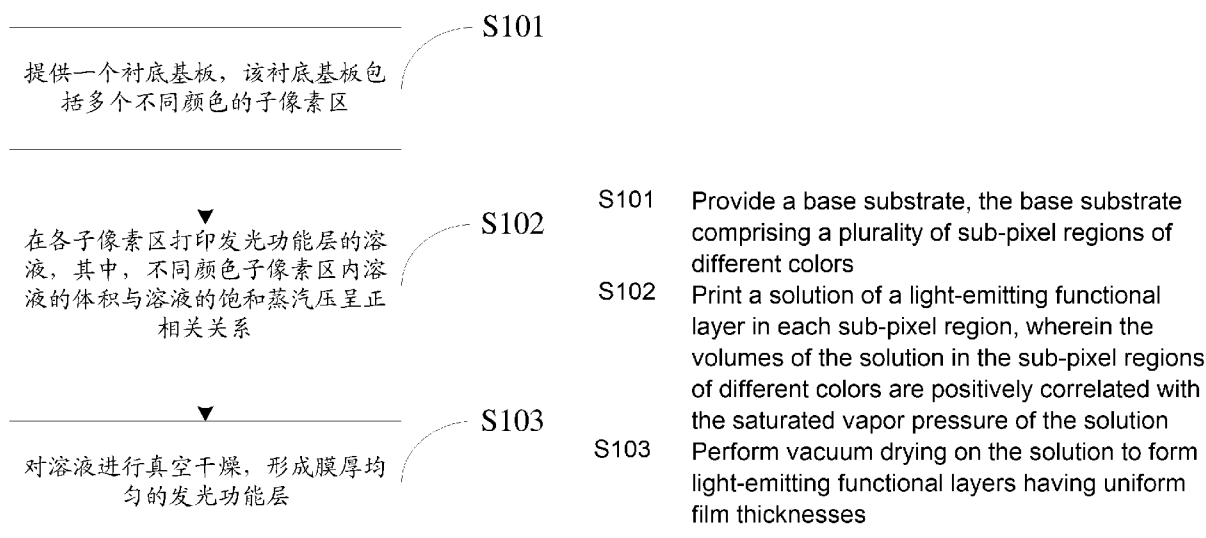 S101
提供一个衬底基板，该衬底基板包
括多个不同颜色的子像素区
S102
在各子像素区打印发光功能层的溶
液，其中，不同颜色子像素区内溶
液的体积与溶液的饱和蒸汽压呈正
相关关系
S103
对溶液进行真空干燥，形成膜厚均
匀的发光功能层
S101 Provide a base substrate, the base substrate
comprising a plurality of sub-pixel regions of
different colors
S102 Print a solution of a light-emitting functional
layer in each sub-pixel region, wherein the
volumes of the solution in the sub-pixel regions
of different colors are positively correlated with
the saturated vapor pressure of the solution
S103 Perform vacuum drying on the solution to form
light-emitting functional layers having uniform
film thicknesses